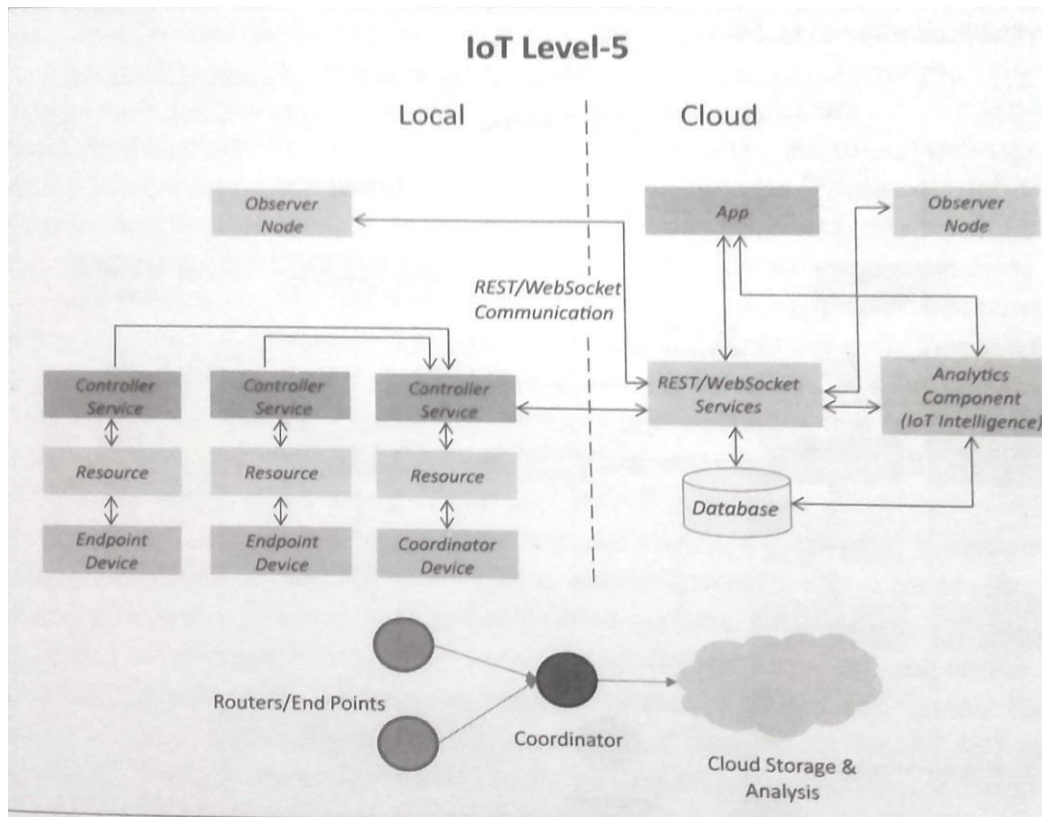 IoT Level-5
Local
Cloud
Observer
Node
App
Observer
Node
REST/WebSocket
Communication
Controller
Service
Controller
Service
Controller
Service
REST/WebSocket
Services
Analytics
Component
(IoT Intelligence)
Resource
Resource
Resource
Database
Endpoint
Device
Endpoint
Device
Coordinator
Device
Routers/End Points
Coordinator
Cloud Storage &
Analysis